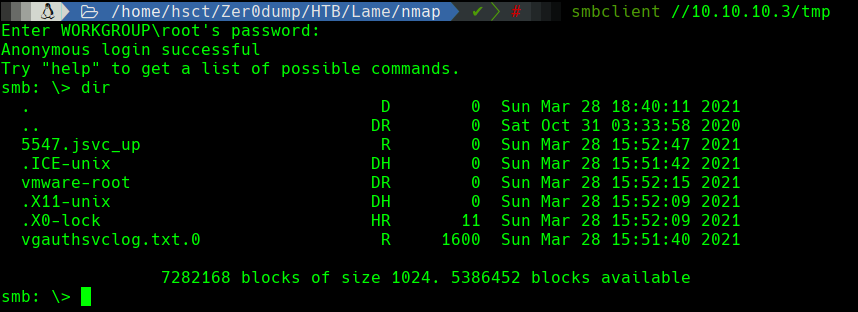 /home/hsct/Zer0dump/HTB/Lame/nmap ✔ # smbclient //10.10.10.3/tmp
Enter WORKGROUP\root's password:
Anonymous login successful
Try "help" to get a list of possible commands.
smb: \> dir
. D 0 Sun Mar 28 18:40:11 2021
.. DR 0 Sat Oct 31 03:33:58 2020
5547.jsvc_up R 0 Sun Mar 28 15:52:47 2021
.ICE-unix DH 0 Sun Mar 28 15:51:42 2021
vmware-root DR 0 Sun Mar 28 15:52:15 2021
.X11-unix DH 0 Sun Mar 28 15:52:09 2021
.X0-lock HR 11 Sun Mar 28 15:52:09 2021
vgauthsvclog.txt.0 R 1600 Sun Mar 28 15:51:40 2021
7282168 blocks of size 1024. 5386452 blocks available
smb: \>